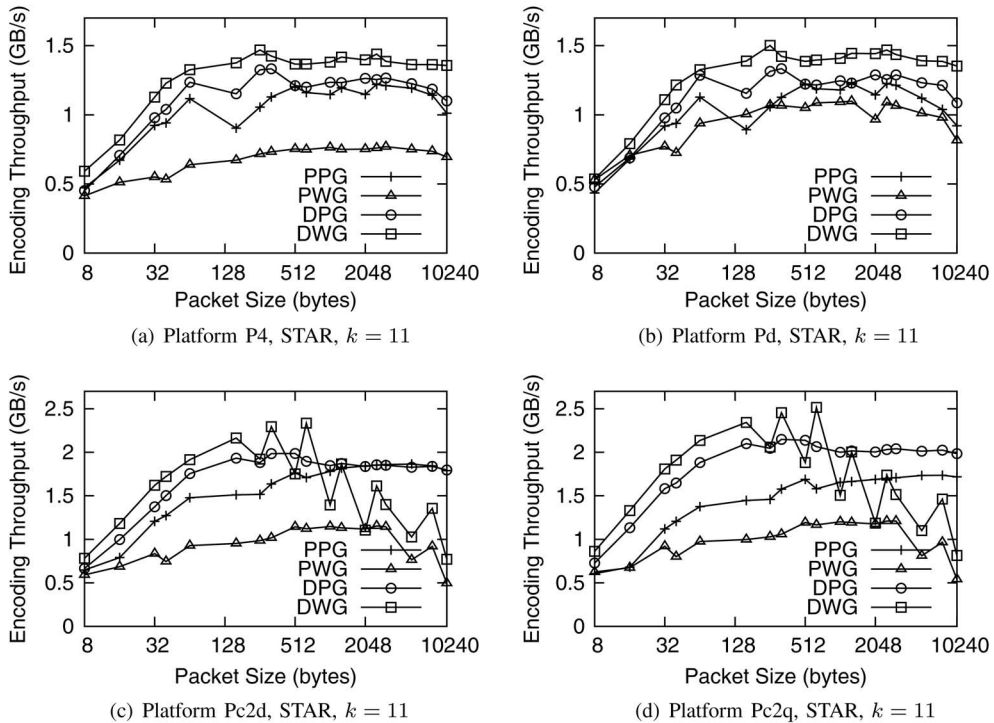 Encoding Throughput (GB/s)
1.5
1
0.5
0
PPG
PWG
DPG
DWG
8 32 128 512 2048 10240
Packet Size (bytes)
(a) Platform P4, STAR, k = 11
Encoding Throughput (GB/s)
1.5
1
0.5
0
PPG
PWG
DPG
DWG
8 32 128 512 2048 10240
Packet Size (bytes)
(b) Platform Pd, STAR, k = 11
Encoding Throughput (GB/s)
2.5
2
1.5
1
0.5
0
PPG
PWG
DPG
DWG
8 32 128 512 2048 10240
Packet Size (bytes)
(c) Platform Pc2d, STAR, k = 11
Encoding Throughput (GB/s)
2.5
2
1.5
1
0.5
0
PPG
PWG
DPG
DWG
8 32 128 512 2048 10240
Packet Size (bytes)
(d) Platform Pc2q, STAR, k = 11